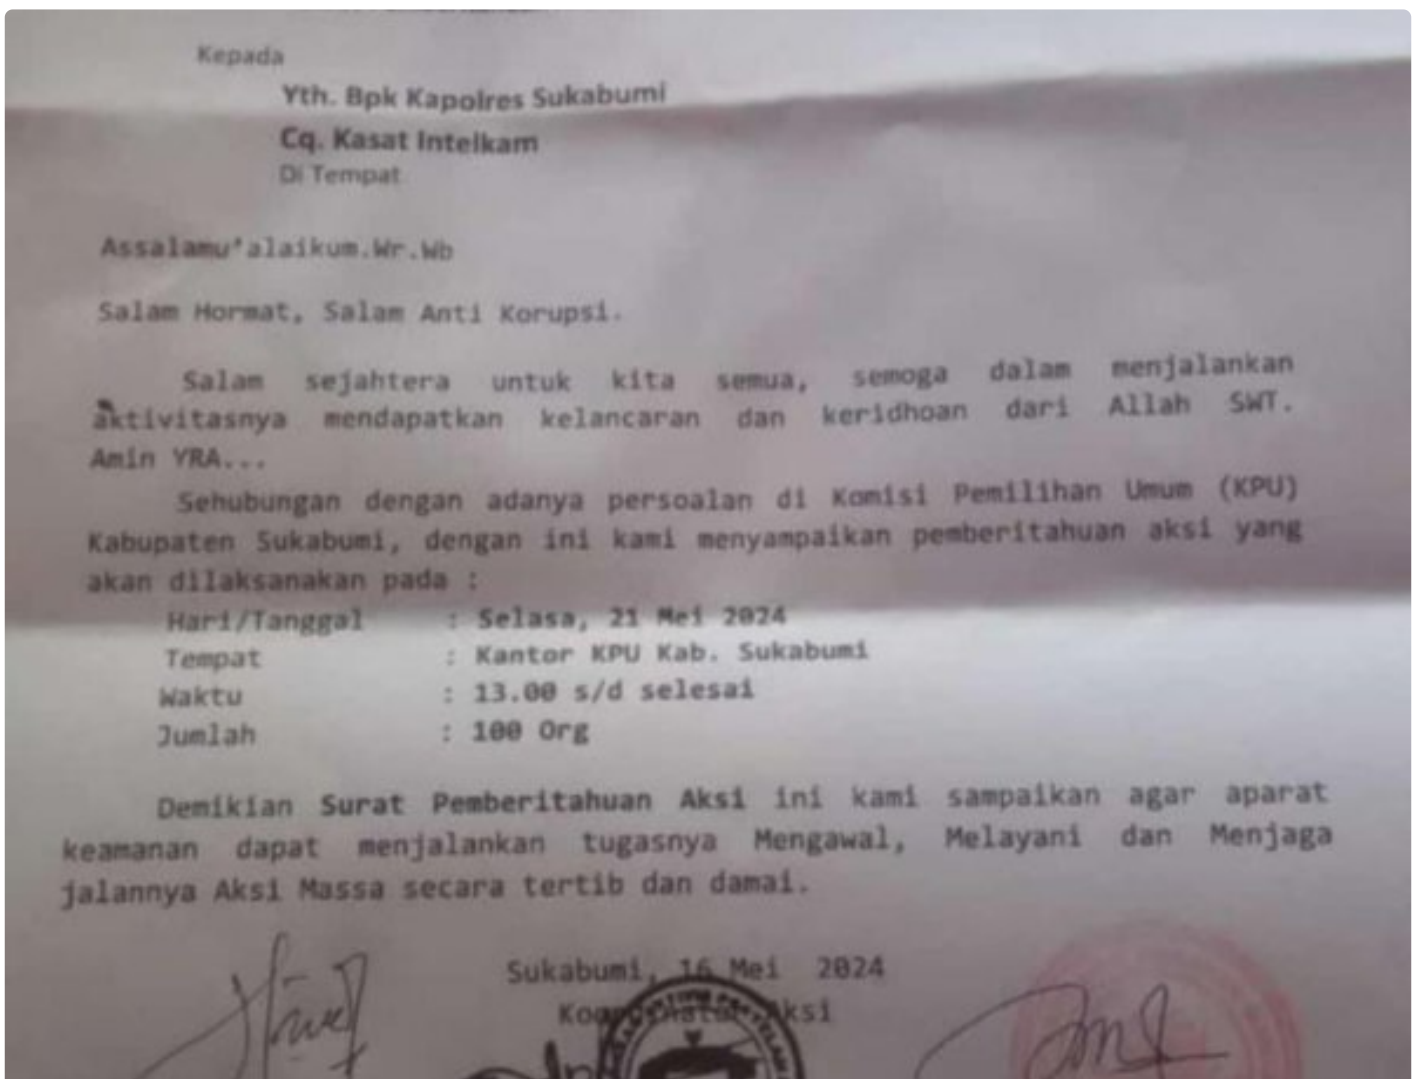 Kepada
Yth. Bpk Kapolres Sukabumi
Cq. Kasat Intelkam
Di Tempat
Assalamu'alaikum.Wr.Wb
Salam Hormat, Salam Anti Korupsi.
Salam sejahtera untuk kita semua, semoga dalam menjalankan
aktivitasnya mendapatkan kelancaran dan keridhoan dari Allah SWT.
Amin YRA...
Sehubungan dengan adanya persoalan di Komisi Pemilihan Umum (KPU)
Kabupaten Sukabumi, dengan ini kami menyampaikan pemberitahuan aksi yang
akan dilaksanakan pada :
Hari/Tanggal : Selasa, 21 Mei 2024
Tempat : Kantor KPU Kab. Sukabumi
Waktu : 13.00 s/d selesai
Jumlah : 100 Org
Demikian Surat Pemberitahuan Aksi ini kami sampaikan agar aparat
keamanan dapat menjalankan tugasnya Mengawal, Melayani dan Menjaga
jalannya Aksi Massa secara tertib dan damai.
Sukabumi, 16 Mei 2024
Aksi